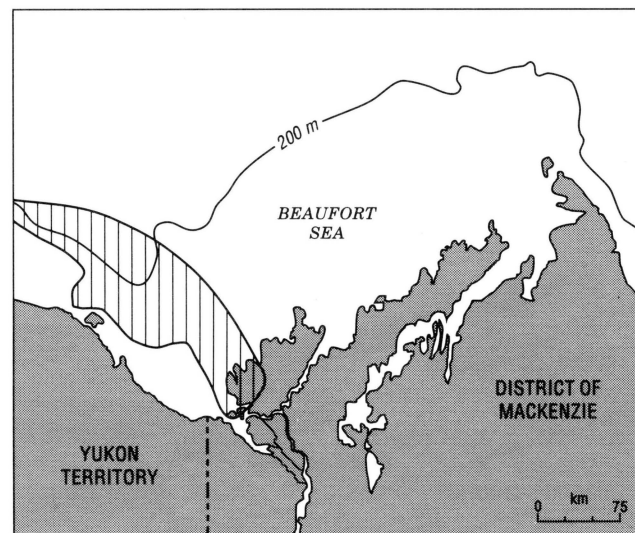 200 m
BEAUFORT
SEA
DISTRICT OF
MACKENZIE
YUKON
TERRITORY
km
0 75